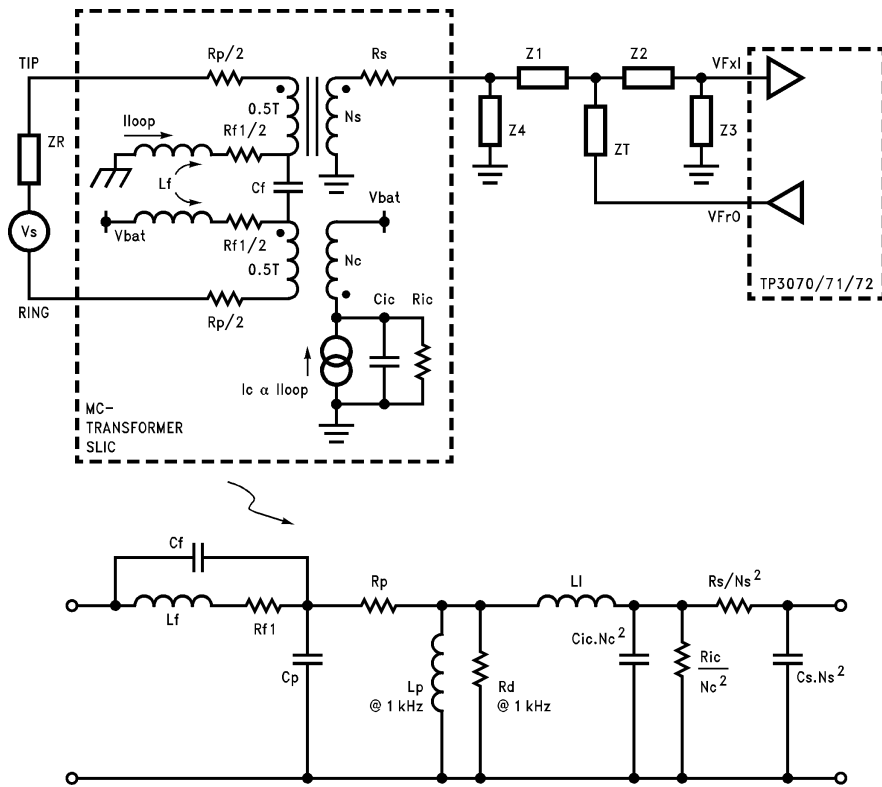 TIP
Rp/2
Rs
Z1
Z2
VFxI
0.5T
Ns
Iloop
Rf1/2
ZR
Z4
ZT
Z3
Lf
Cf
Vbat
VFrO
Vs
Vbat
Rf1/2
0.5T
Nc
Cic
Ric
TP3070/71/72
RING
Rp/2
Ic α Iloop
MC-
TRANSFORMER
SLIC
Cf
Lf
Rf1
Rp
Ll
Rs/Ns²
Cp
Lp
@ 1 kHz
Rd
@ 1 kHz
Cic.Nc²
Ric
Nc²
Cs.Ns²